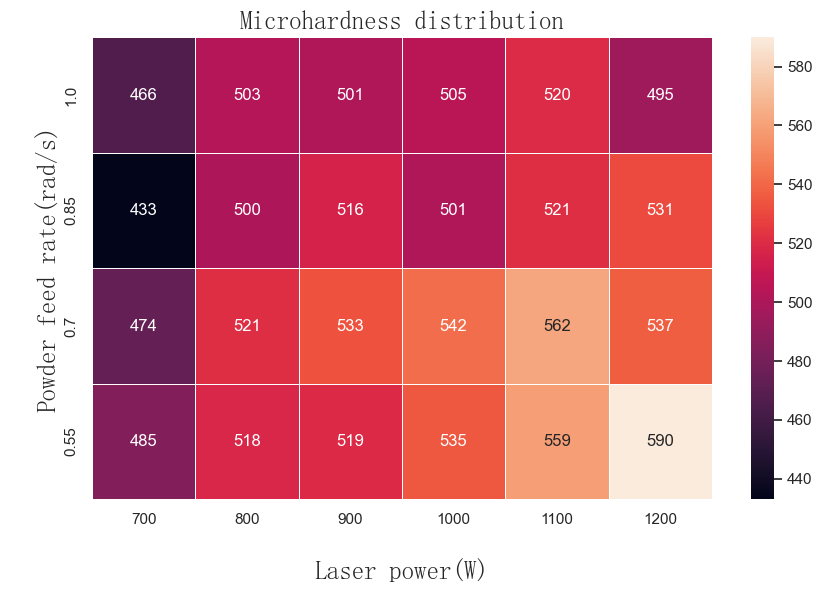 Microhardness distribution
Powder feed rate(rad/s)
1.0
466 503 501 505 520 495
0.85
433 500 516 501 521 531
0.7
474 521 533 542 562 537
0.55
485 518 519 535 559 590
700 800 900 1000 1100 1200
Laser power(W)
580
560
540
520
500
480
460
440